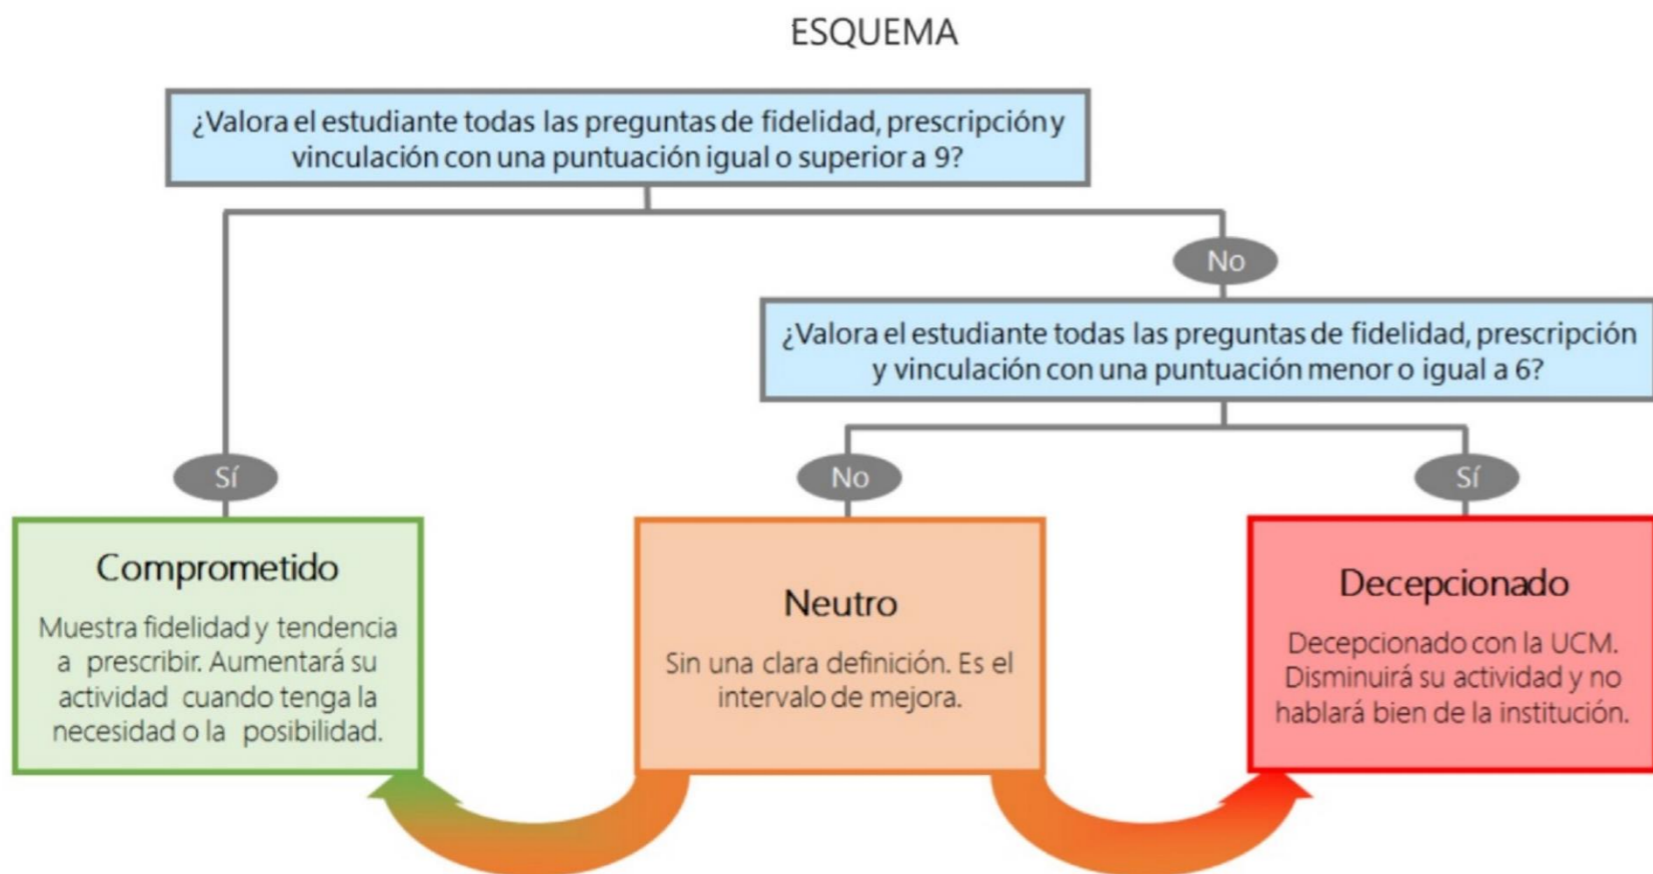 ESQUEMA
¿Valora el estudiante todas las preguntas de fidelidad, prescripción y
vinculación con una puntuación igual o superior a 9?
No
¿Valora el estudiante todas las preguntas de fidelidad, prescripción
y vinculación con una puntuación menor o igual a 6?
Sí
No
Sí
Comprometido
Muestra fidelidad y tendencia
a prescribir. Aumentará su
actividad cuando tenga la
necesidad o la posibilidad.
Neutro
Sin una clara definición. Es el
intervalo de mejora.
Decepcionado
Decepcionado con la UCM.
Disminuirá su actividad y no
hablará bien de la institución.